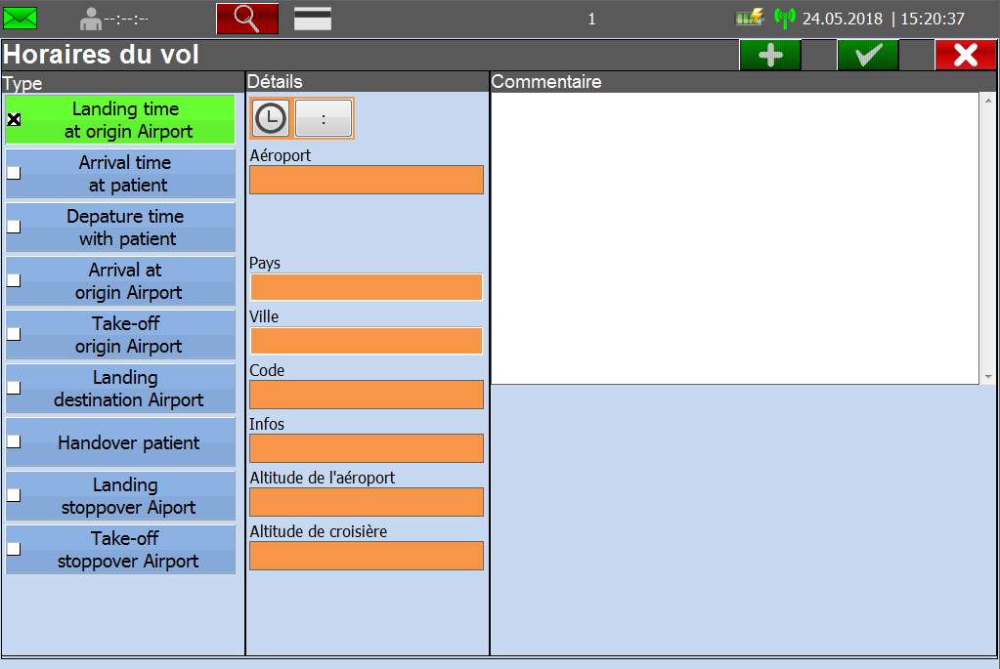 --:--:--
1
24.05.2018 | 15:20:37
Horaires du vol
Type
Détails
Commentaire
Landing time
at origin Airport
Arrival time
at patient
Depature time
with patient
Arrival at
origin Airport
Take-off
origin Airport
Landing
destination Airport
Handover patient
Landing
stoppover Aiport
Take-off
stoppover Airport
:
Aéroport
Pays
Ville
Code
Infos
Altitude de l'aéroport
Altitude de croisière